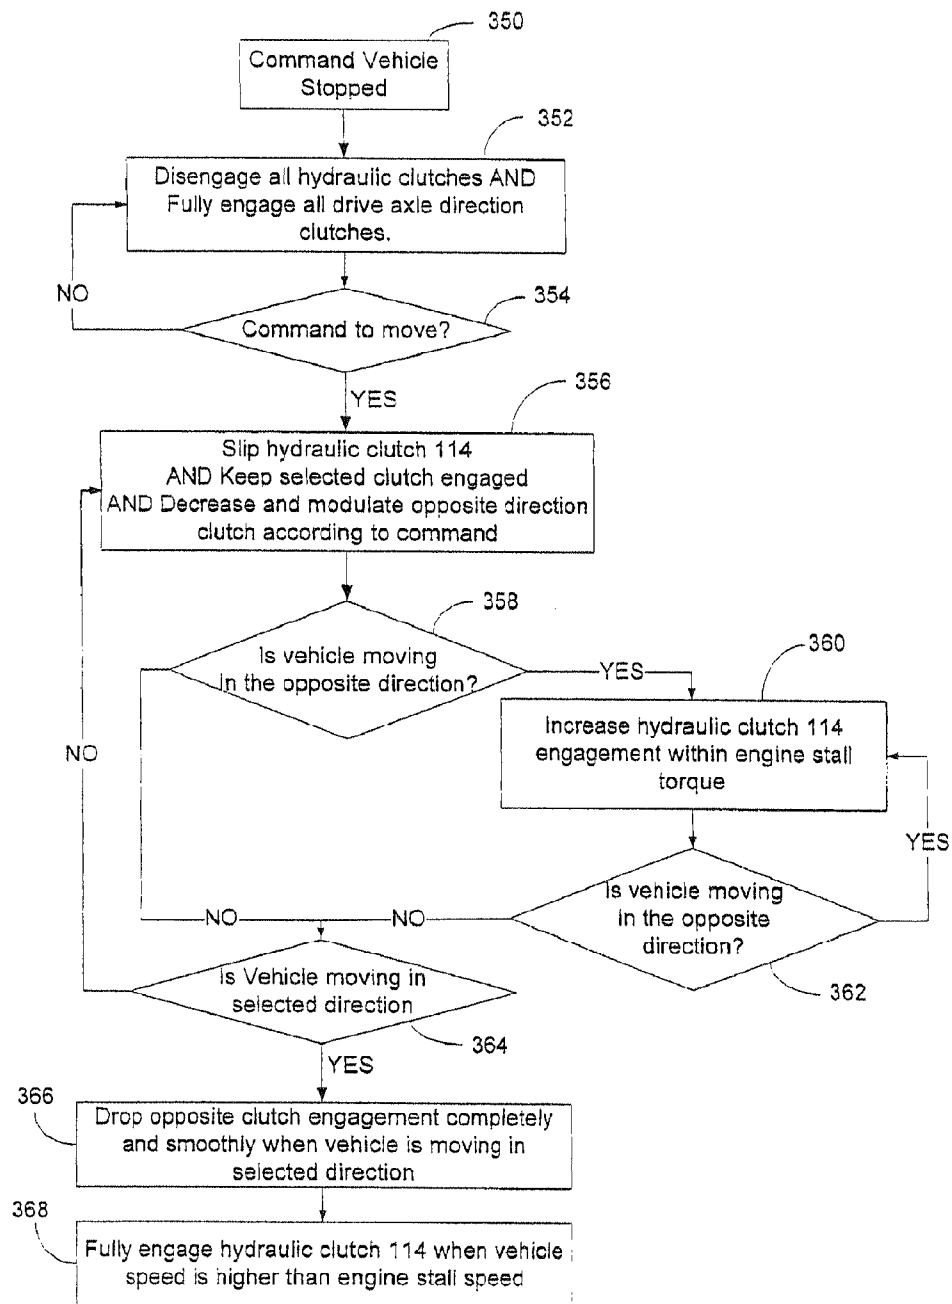 350
Command Vehicle
Stopped
352
Disengage all hydraulic clutches AND
Fully engage all drive axle direction
clutches.
NO
354
Command to move?
YES
356
Slip hydraulic clutch 114
AND Keep selected clutch engaged
AND Decrease and modulate opposite direction
clutch according to command
358
Is vehicle moving
in the opposite direction?
YES
360
Increase hydraulic clutch 114
engagement within engine stall
torque
NO
YES
Is vehicle moving
in the opposite
direction?
362
NO
NO
Is Vehicle moving in
selected direction
364
YES
366
Drop opposite clutch engagement completely
and smoothly when vehicle is moving in
selected direction
368
Fully engage hydraulic clutch 114 when vehicle
speed is higher than engine stall speed